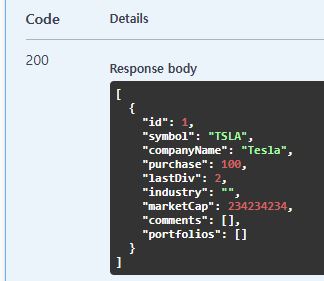 Code Details
200
Response body
[
  {
    "id": 1,
    "symbol": "TSLA",
    "companyName": "Tesla",
    "purchase": 100,
    "lastDiv": 2,
    "industry": "",
    "marketCap": 234234234,
    "comments": [],
    "portfolios": []
  }
]